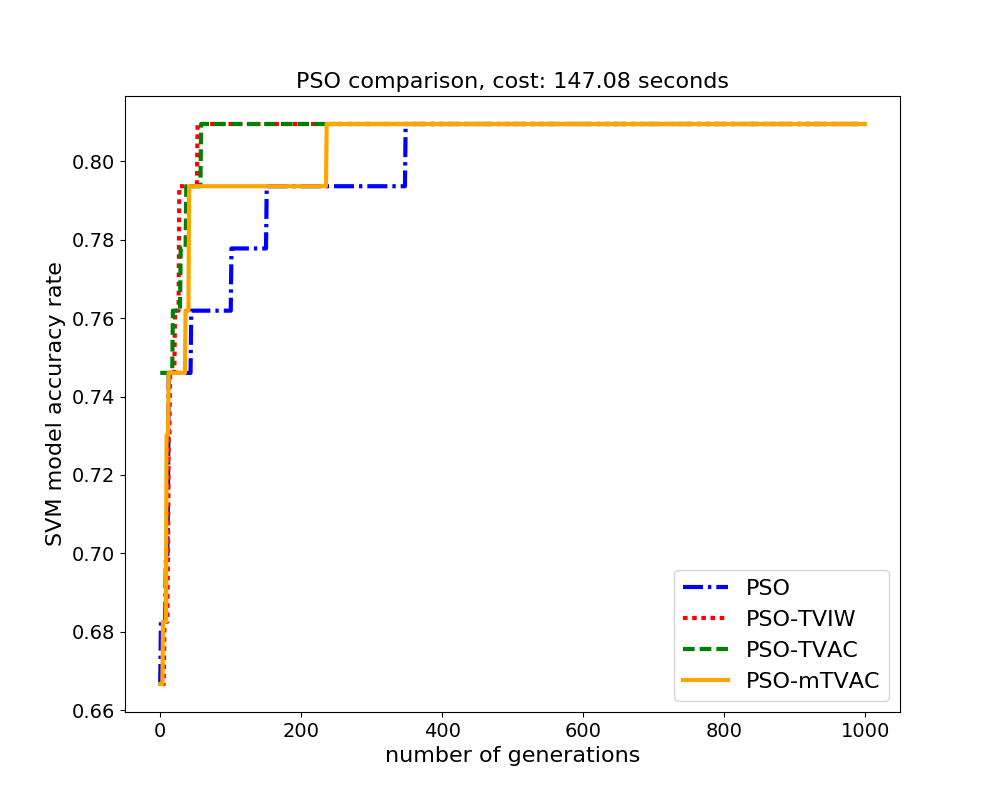 PSO comparison, cost: 147.08 seconds
SVM model accuracy rate
0.80
0.78
0.76
0.74
0.72
0.70
0.68
0.66
0 200 400 600 800 1000
number of generations
PSO
PSO-TVIW
PSO-TVAC
PSO-mTVAC